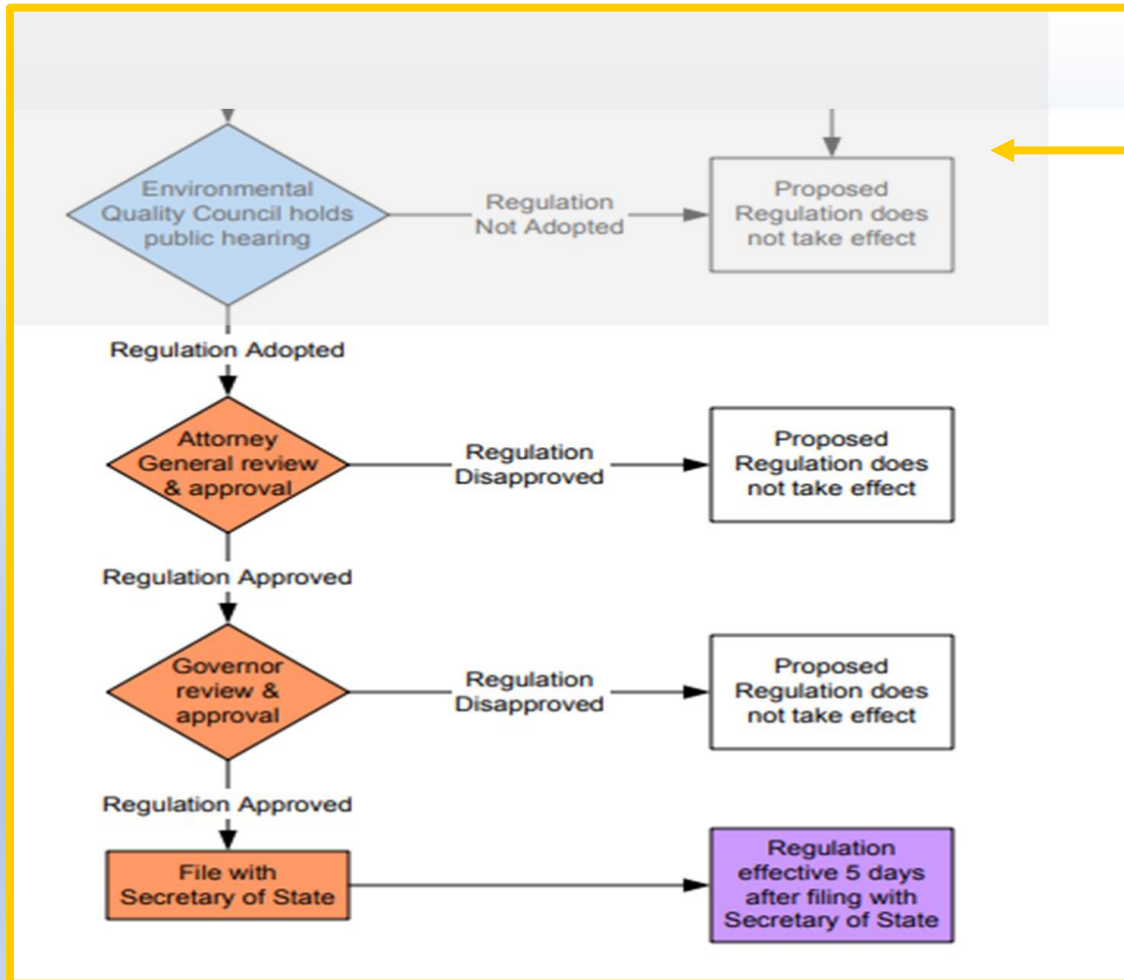 Environmental
Quality Council holds
public hearing
Regulation
Not Adopted
Proposed
Regulation does
not take effect
Regulation Adopted
Attorney
General review
& approval
Regulation
Disapproved
Proposed
Regulation does
not take effect
Regulation Approved
Governor
review &
approval
Regulation
Disapproved
Proposed
Regulation does
not take effect
Regulation Approved
File with
Secretary of State
Regulation
effective 5 days
after filing with
Secretary of State